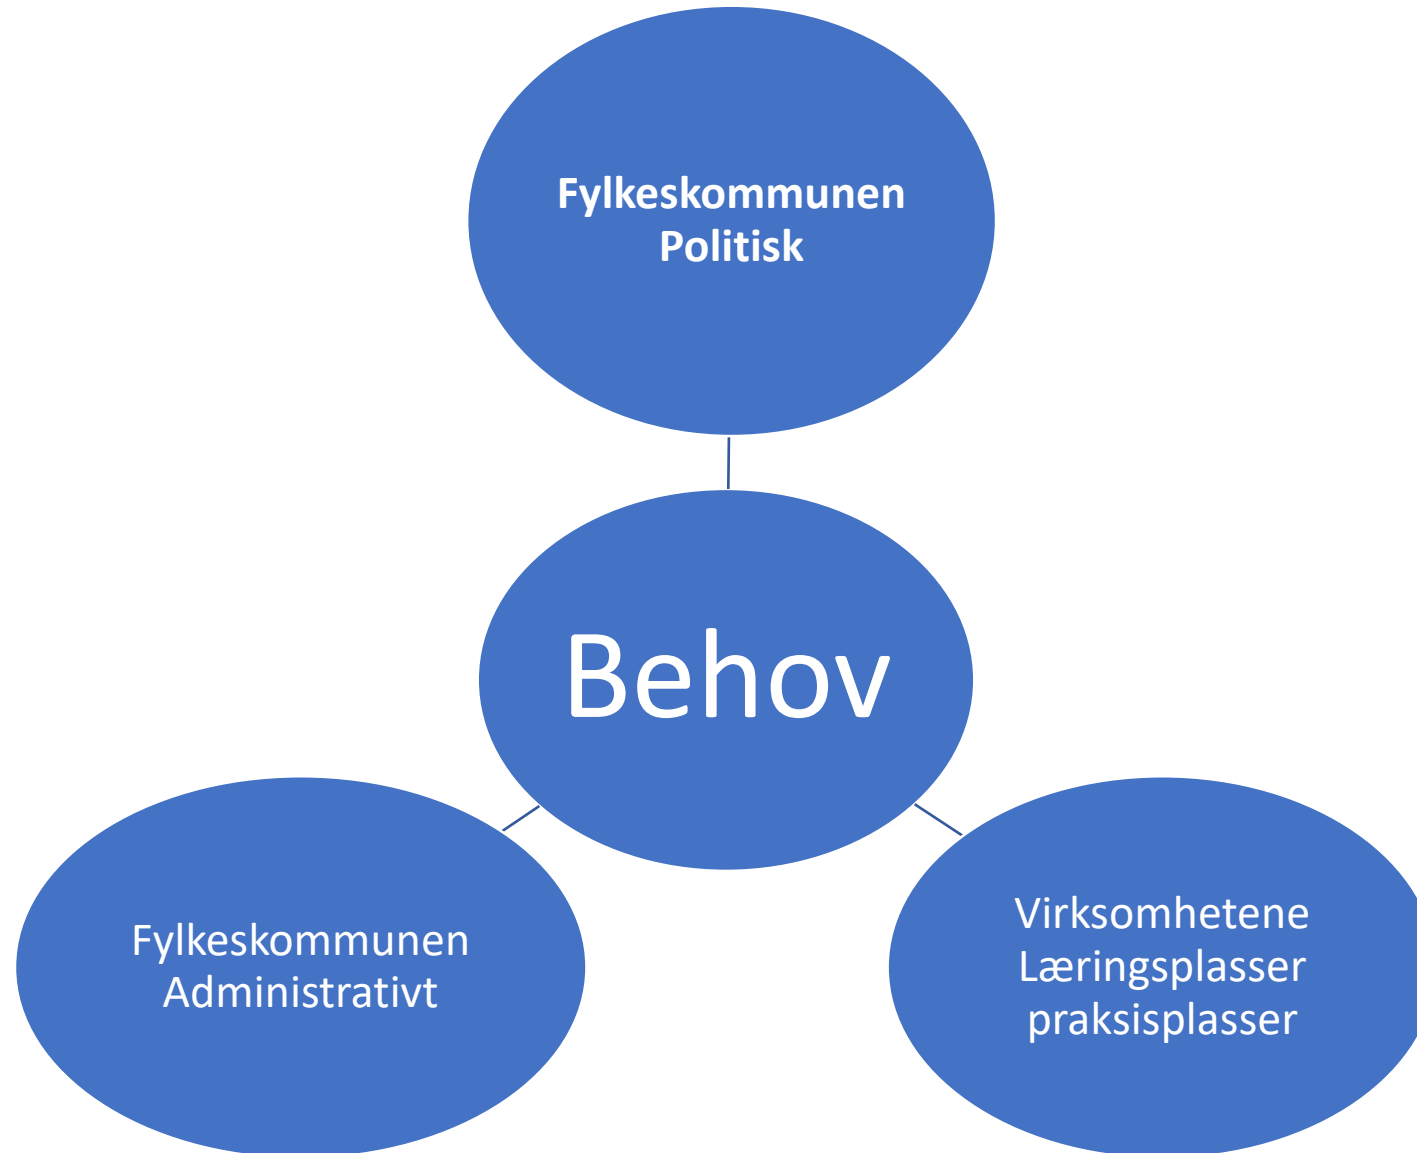 Fylkeskommunen
Politisk
Behov
Fylkeskommunen
Administrativt
Virksomhetene
Læringsplasser
praksisplasser